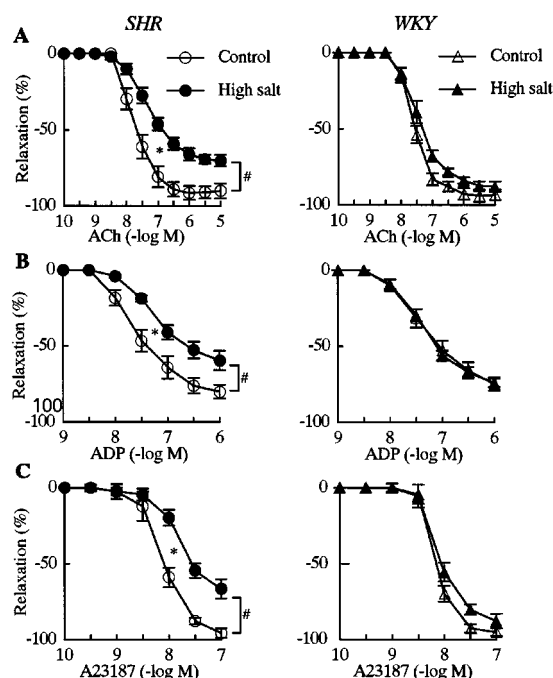 SHR WKY
A
Control Control
High salt High salt
Relaxation (%)
0 0
-50 -50
-100 -100
* #
10 9 8 7 6 5 10 9 8 7 6 5
ACh (-log M) ACh (-log M)
B
Relaxation (%)
0 0
-50 -50
-100 -100
* #
9 8 7 6 9 8 7 6
ADP (-log M) ADP (-log M)
C
Relaxation (%)
0 0
-50 -50
-100 -100
* #
10 9 8 7 10 9 8 7
A23187 (-log M) A23187 (-log M)